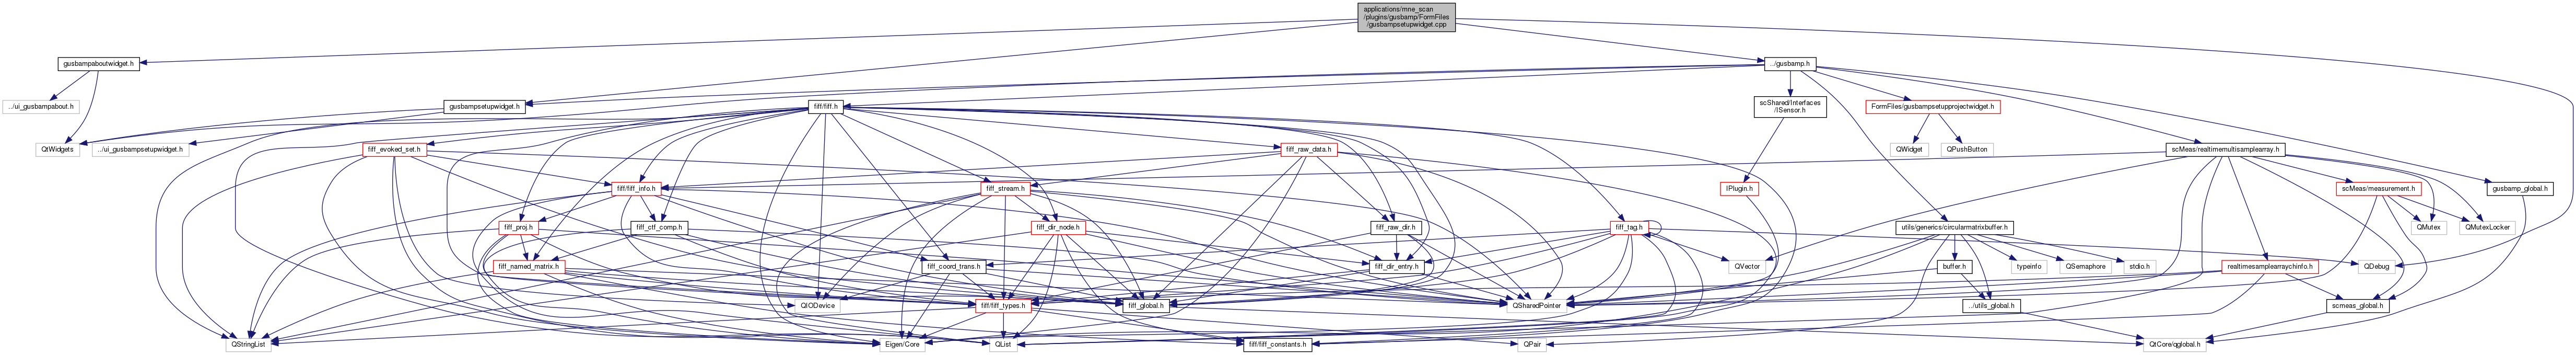 applications/mne_scan
/plugins/gusbamp/FormFiles
/gusbampsetupwidget.cpp
gusbampaboutwidget.h
../gusbamp.h
../ui_gusbampabout.h
gusbampsetupwidget.h
fiff/fiff.h
scShared/Interfaces
/ISensor.h
FormFiles/gusbampsetupprojectwidget.h
QtWidgets
../ui_gusbampsetupwidget.h
fiff_evoked_set.h
fiff_raw_data.h
QWidget
QPushButton
scMeas/realtimemultisamplearray.h
fiff/fiff_info.h
fiff_stream.h
IPlugin.h
scMeas/measurement.h
gusbamp_global.h
fiff_proj.h
fiff_ctf_comp.h
fiff_dir_node.h
fiff_raw_dir.h
fiff_tag.h
utils/generics/circularmatrixbuffer.h
QMutex
QMutexLocker
fiff_named_matrix.h
fiff_coord_trans.h
fiff_dir_entry.h
QVector
buffer.h
typeinfo
QSemaphore
stdio.h
realtimesamplearraychinfo.h
QDebug
QIODevice
fiff/fiff_types.h
fiff_global.h
QSharedPointer
../utils_global.h
scmeas_global.h
QStringList
Eigen/Core
QList
fiff/fiff_constants.h
QPair
QtCore/qglobal.h